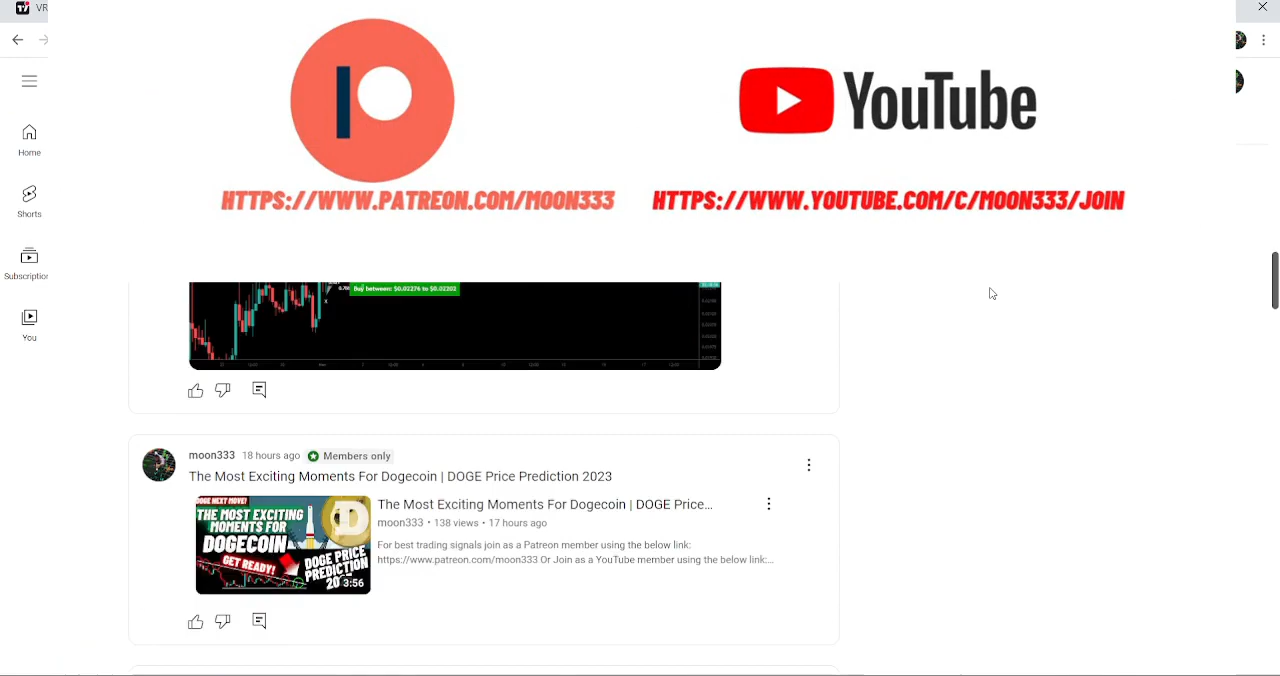 VR
YouTube
HTTPS://WWW.PATREON.COM/MOON333
HTTPS://WWW.YOUTUBE.COM/C/MOON333/JOIN
Home
Shorts
Subscription
You
Buy between: $0.02274 to $0.02202
moon333 18 hours ago Members only
The Most Exciting Moments For Dogecoin | DOGE Price Prediction 2023
DOGE NEXT MOVE!
THE MOST EXCITING
MOMENTS FOR
DOGECOIN
GET READY!
DOGE PRICE
PREDICTION
20
3:56
The Most Exciting Moments For Dogecoin | DOGE Price...
moon333 • 138 views • 17 hours ago
For best trading signals join as a Patreon member using the below link:
https://www.patreon.com/moon333 Or Join as a YouTube member using the below link:...